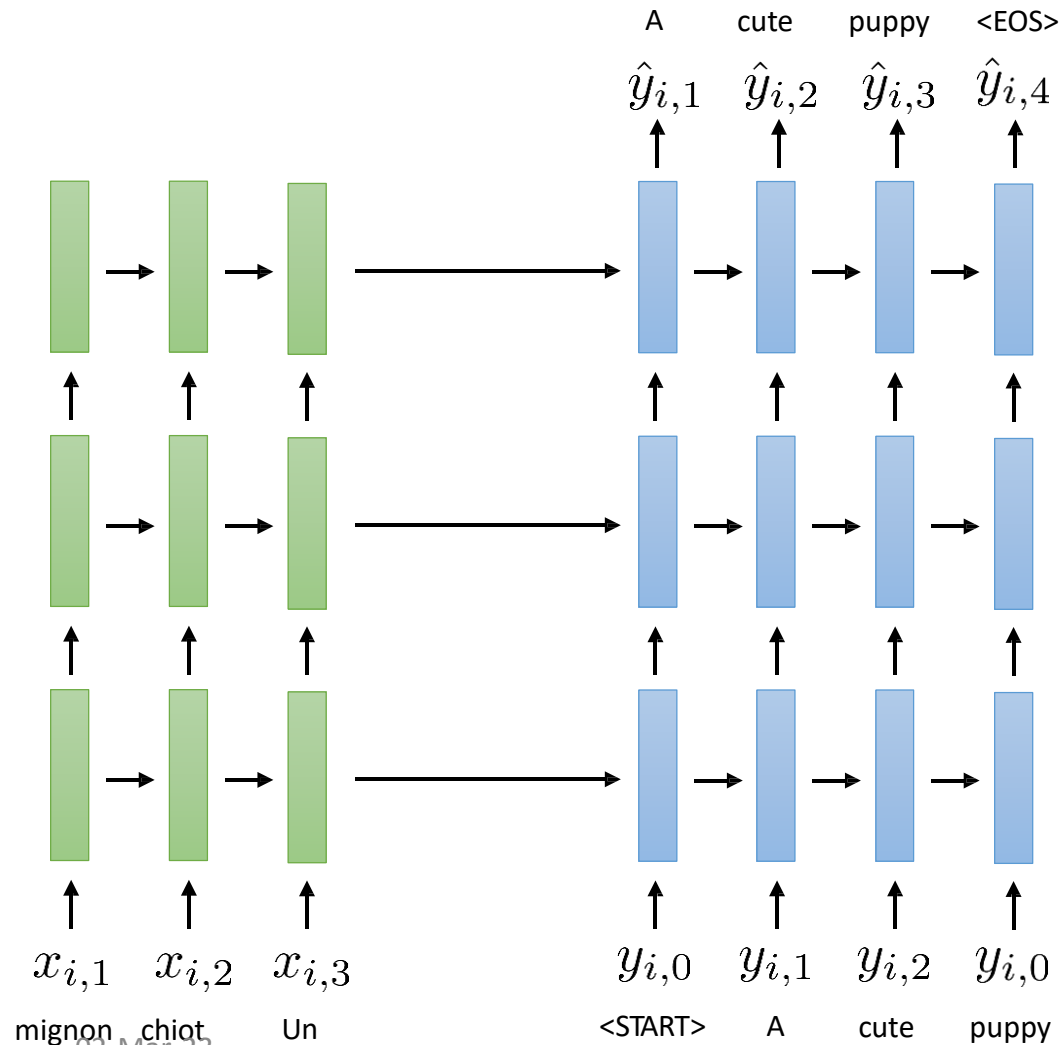 A cute puppy <EOS>
ŷi,1 ŷi,2 ŷi,3 ŷi,4
xi,1 xi,2 xi,3 yi,0 yi,1 yi,2 yi,0
mignon chiot Un <START> A cute puppy